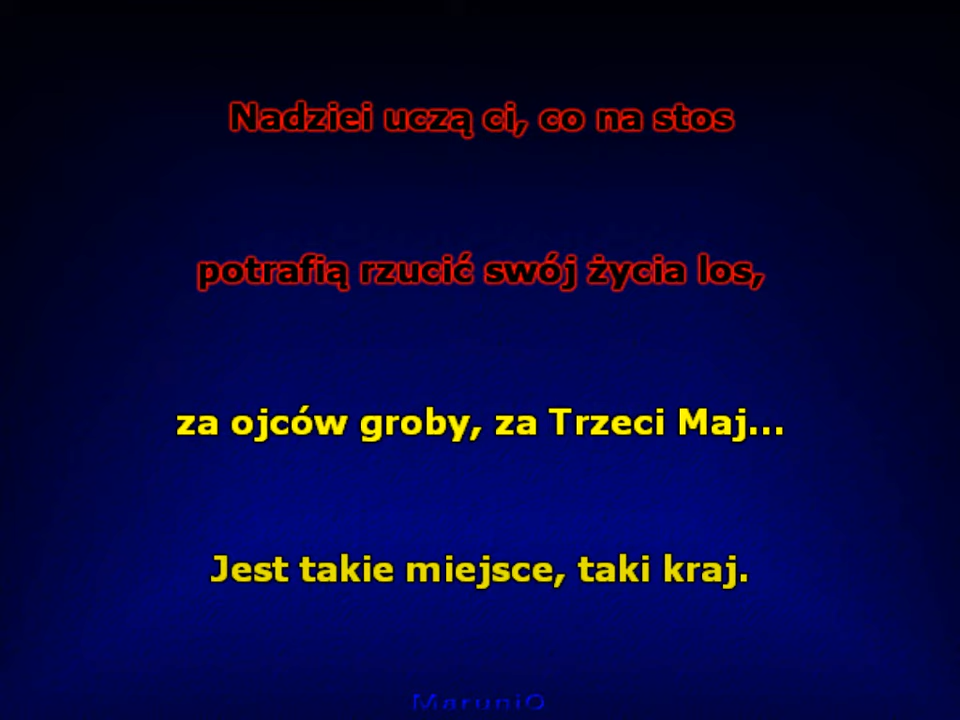 Nadziei uczą ci, co na stos
potrafią rzucić swój życia los,
za ojców groby, za Trzeci Maj...
Jest takie miejsce, taki kraj.
MaruniO